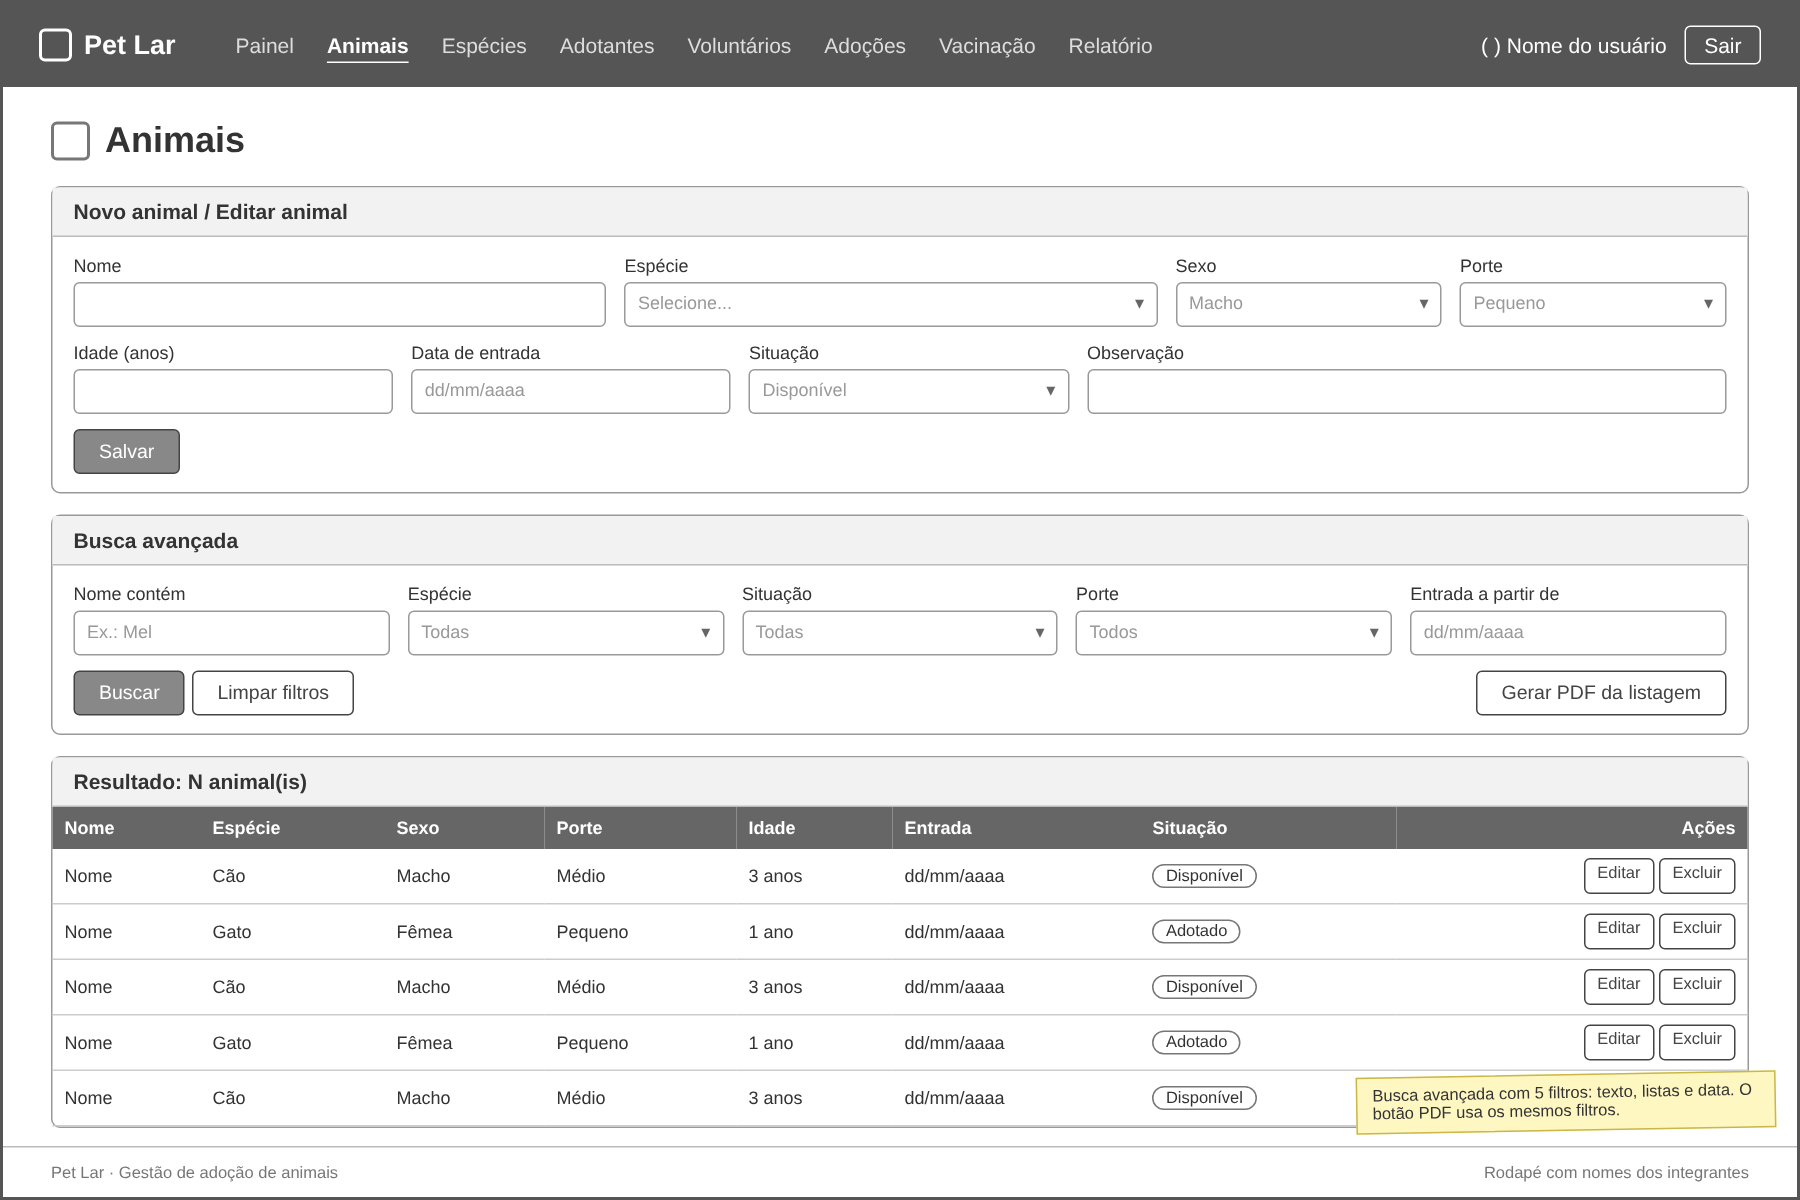 Pet Lar Painel Animais Espécies Adotantes Voluntários Adoções Vacinação Relatório ( ) Nome do usuário Sair
Animais
Novo animal / Editar animal
Nome Espécie Sexo Porte
Selecione... ▼ Macho ▼ Pequeno ▼
Idade (anos) Data de entrada Situação Observação
dd/mm/aaaa Disponível ▼
Salvar
Busca avançada
Nome contém Espécie Situação Porte Entrada a partir de
Ex.: Mel Todas ▼ Todas ▼ Todos ▼ dd/mm/aaaa
Buscar Limpar filtros Gerar PDF da listagem
Resultado: N animal(is)
Nome Espécie Sexo Porte Idade Entrada Situação Ações
Nome Cão Macho Médio 3 anos dd/mm/aaaa Disponível Editar Excluir
Nome Gato Fêmea Pequeno 1 ano dd/mm/aaaa Adotado Editar Excluir
Nome Cão Macho Médio 3 anos dd/mm/aaaa Disponível Editar Excluir
Nome Gato Fêmea Pequeno 1 ano dd/mm/aaaa Adotado Editar Excluir
Nome Cão Macho Médio 3 anos dd/mm/aaaa Disponível
Busca avançada com 5 filtros: texto, listas e data. O
botão PDF usa os mesmos filtros.
Pet Lar · Gestão de adoção de animais Rodapé com nomes dos integrantes